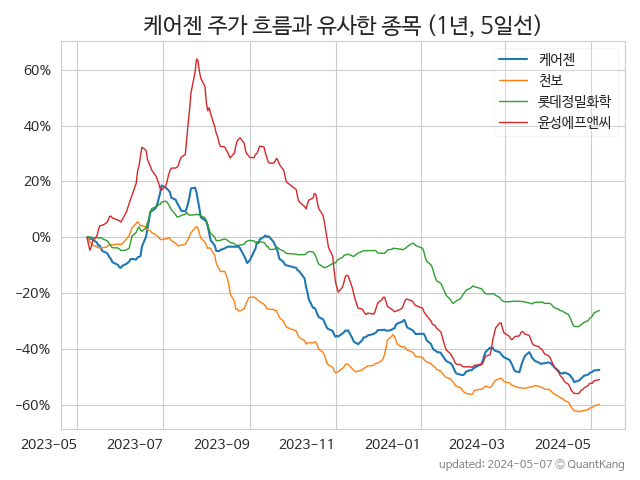 케어젠 주가 흐름과 유사한 종목 (1년, 5일선)
케어젠
천보
롯데정밀화학
윤성에프앤씨
60%
40%
20%
0%
−20%
−40%
−60%
2023−05 2023−07 2023−09 2023−11 2024−01 2024−03 2024−05
updated: 2024-05-07 © QuantKang